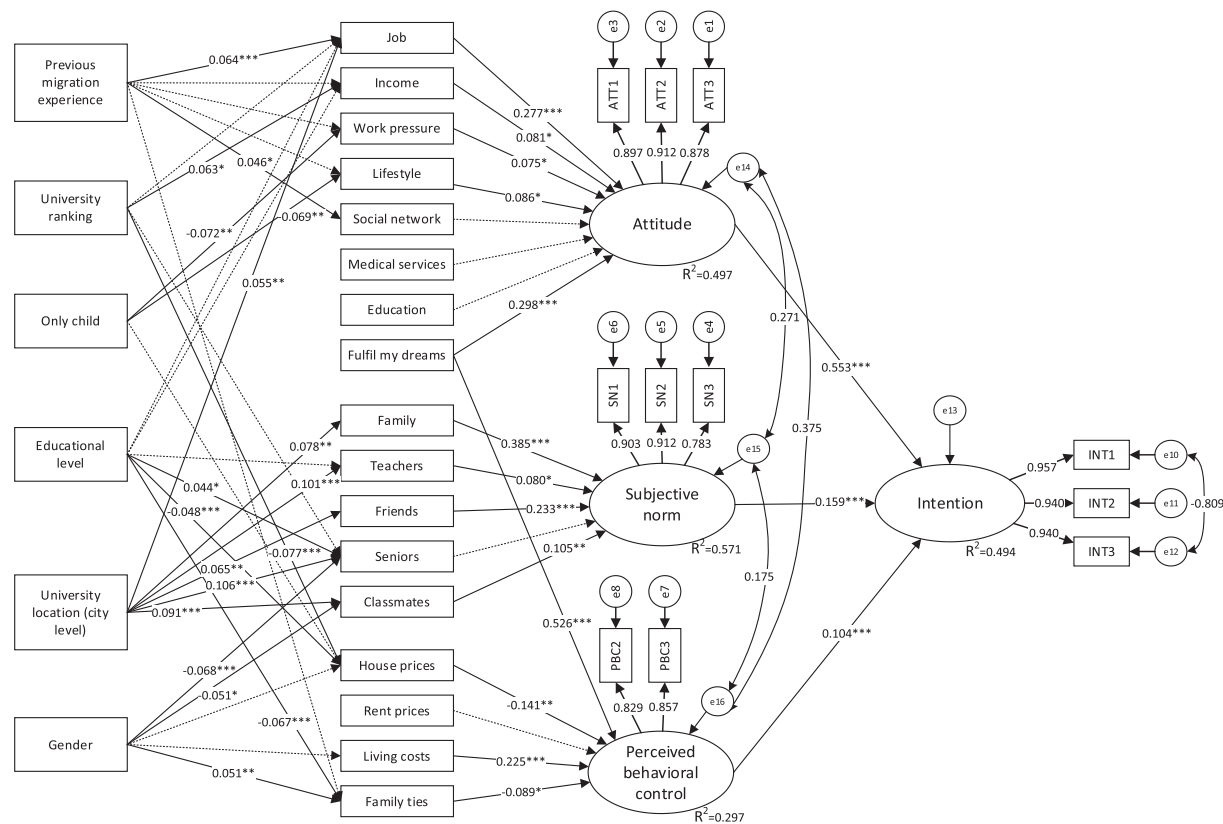 Previous
migration
experience
University
ranking
Only child
Educational
level
University
location (city
level)
Gender
Job
Income
Work pressure
Lifestyle
Social network
Medical services
Education
Fulfil my dreams
Family
Teachers
Friends
Seniors
Classmates
House prices
Rent prices
Living costs
Family ties
0.064***
0.063*
0.046*
-0.069**
-0.072**
0.055**
0.078**
0.101***
0.044*
-0.048***
-0.077***
0.065**
0.106***
0.091***
-0.068***
-0.051*
-0.067***
0.051**
0.277***
0.081*
0.075*
0.086*
0.298***
0.385***
0.080*
0.233***
0.105**
0.526***
-0.141**
0.225***
-0.089*
e3
e2
e1
ATT1
ATT2
ATT3
0.897
0.912
0.878
e14
Attitude
R²=0.497
e6
e5
e4
SN1
SN2
SN3
0.903
0.912
0.783
e15
Subjective
norm
R²=0.571
e8
e7
PBC2
PBC3
0.829
0.857
e16
Perceived
behavioral
control
R²=0.297
0.271
0.375
0.175
0.553***
0.159***
0.104***
e13
Intention
R²=0.494
0.957
0.940
0.940
INT1
INT2
INT3
e10
e11
e12
-0.809